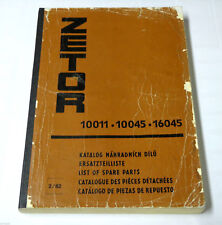 ZETOR
10011 • 10045 • 16045
KATALOG NÁHRADNÍCH DÍLŮ
ERSATZTEILLISTE
LIST OF SPARE PARTS
CATALOGUE DES PIÈCES DÉTACHÉES
CATÁLOGO DE PIEZAS DE REPUESTO
2/82